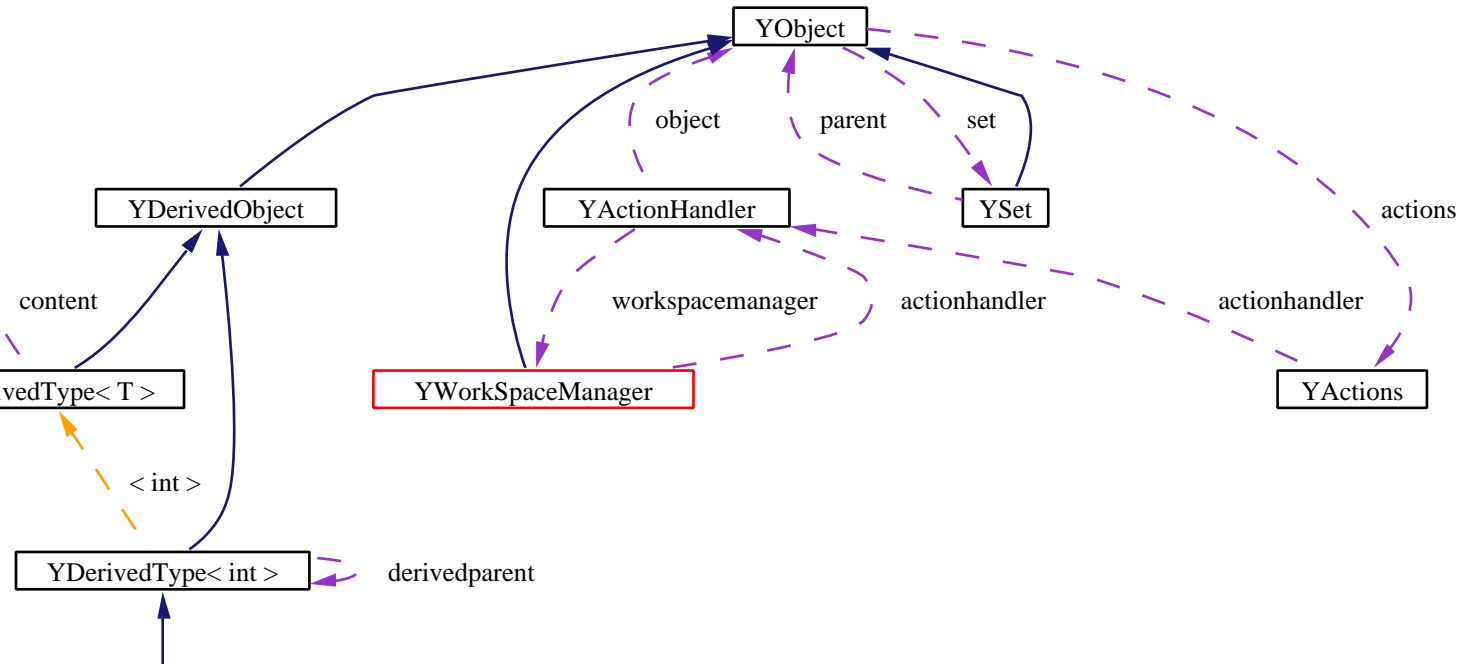 YObject
object
parent
set
YDerivedObject
YActionHandler
YSet
actions
content
workspacemanager
actionhandler
actionhandler
vedType< T >
YWorkSpaceManager
YActions
< int >
YDerivedType< int >
derivedparent